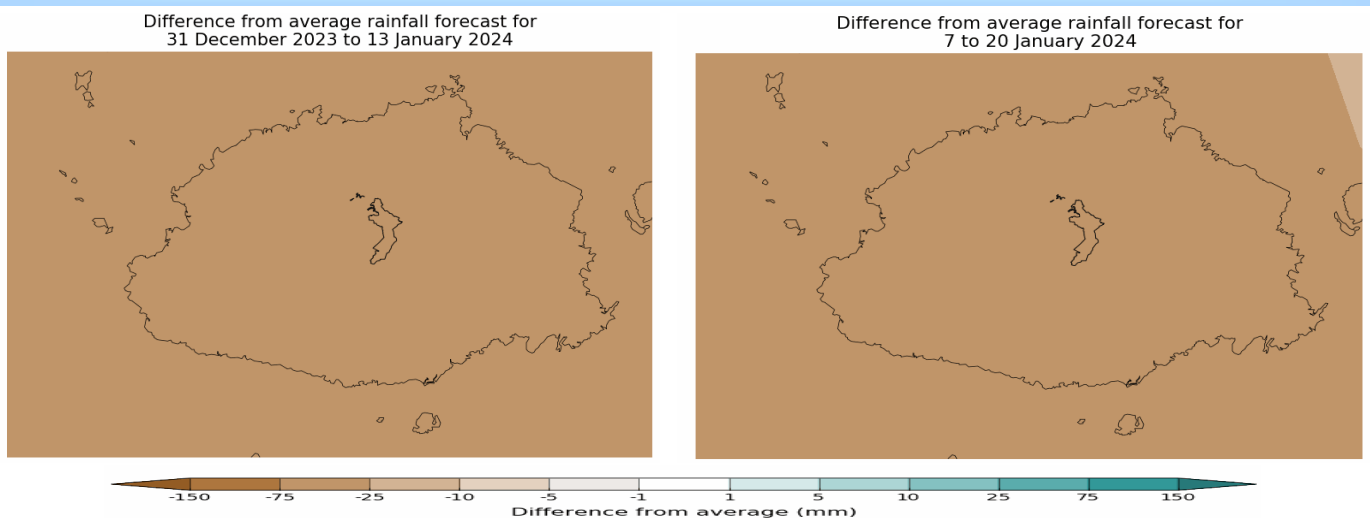 Difference from average rainfall forecast for
31 December 2023 to 13 January 2024
Difference from average rainfall forecast for
7 to 20 January 2024
-150 -75 -25 -10 -5 -1 1 5 10 25 75 150
Difference from average (mm)